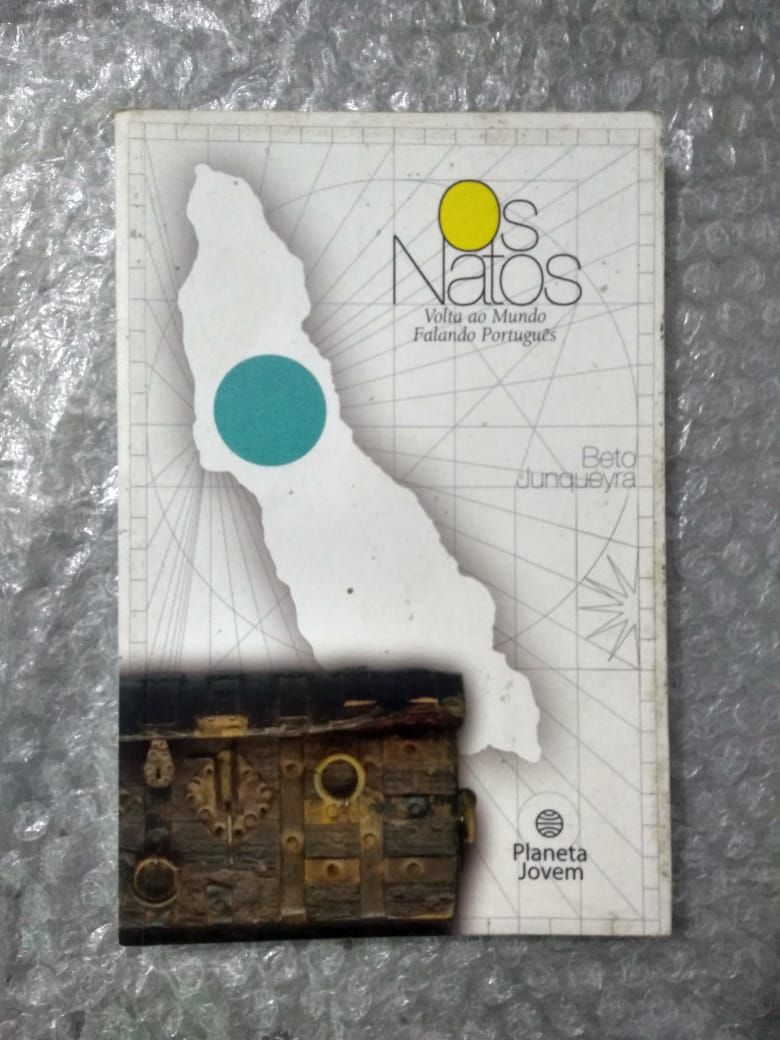 Os
Natos
Volta ao Mundo
Falando Português
Beto
Junqueyra
Planeta
Jovem